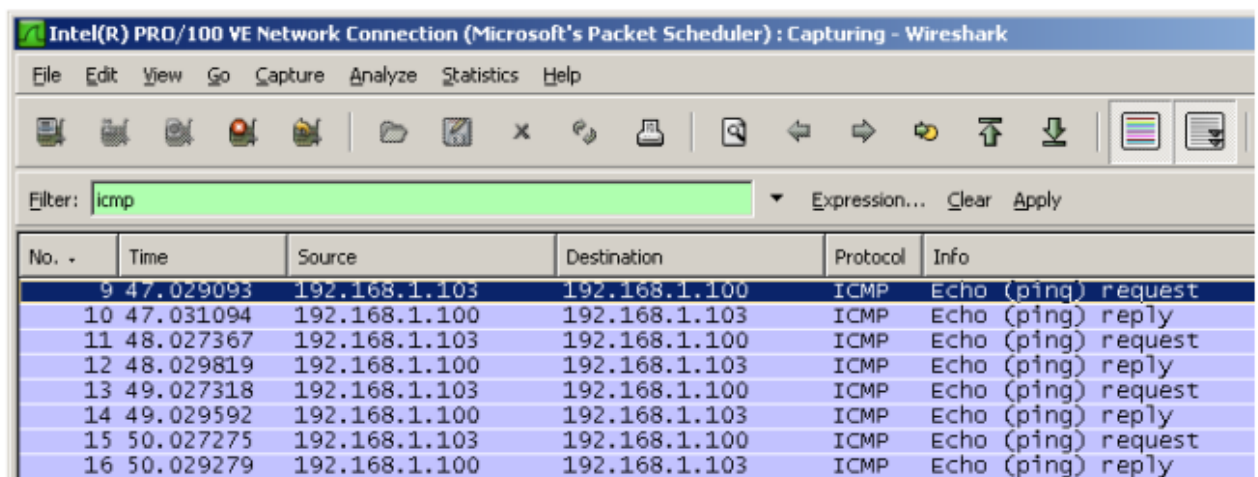 Intel(R) PRO/100 VE Network Connection (Microsoft's Packet Scheduler) : Capturing - Wireshark
File Edit View Go Capture Analyze Statistics Help
Filter: icmp Expression... Clear Apply
No. Time Source Destination Protocol Info
9 47.029093 192.168.1.103 192.168.1.100 ICMP Echo (ping) request
10 47.031094 192.168.1.100 192.168.1.103 ICMP Echo (ping) reply
11 48.027367 192.168.1.103 192.168.1.100 ICMP Echo (ping) request
12 48.029819 192.168.1.100 192.168.1.103 ICMP Echo (ping) reply
13 49.027318 192.168.1.103 192.168.1.100 ICMP Echo (ping) request
14 49.029592 192.168.1.100 192.168.1.103 ICMP Echo (ping) reply
15 50.027275 192.168.1.103 192.168.1.100 ICMP Echo (ping) request
16 50.029279 192.168.1.100 192.168.1.103 ICMP Echo (ping) reply